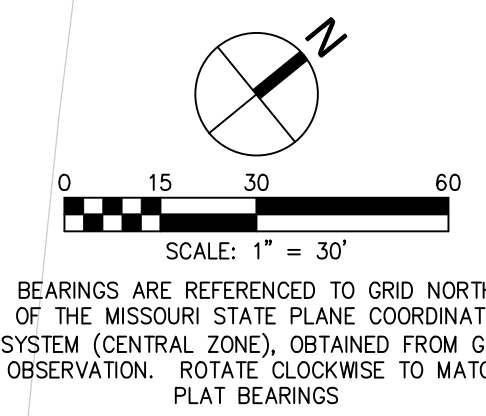 N
0 15 30 60
SCALE: 1" = 30'
BEARINGS ARE REFERENCED TO GRID NORTH
OF THE MISSOURI STATE PLANE COORDINAT
SYSTEM (CENTRAL ZONE), OBTAINED FROM G
OBSERVATION. ROTATE CLOCKWISE TO MATC
PLAT BEARINGS